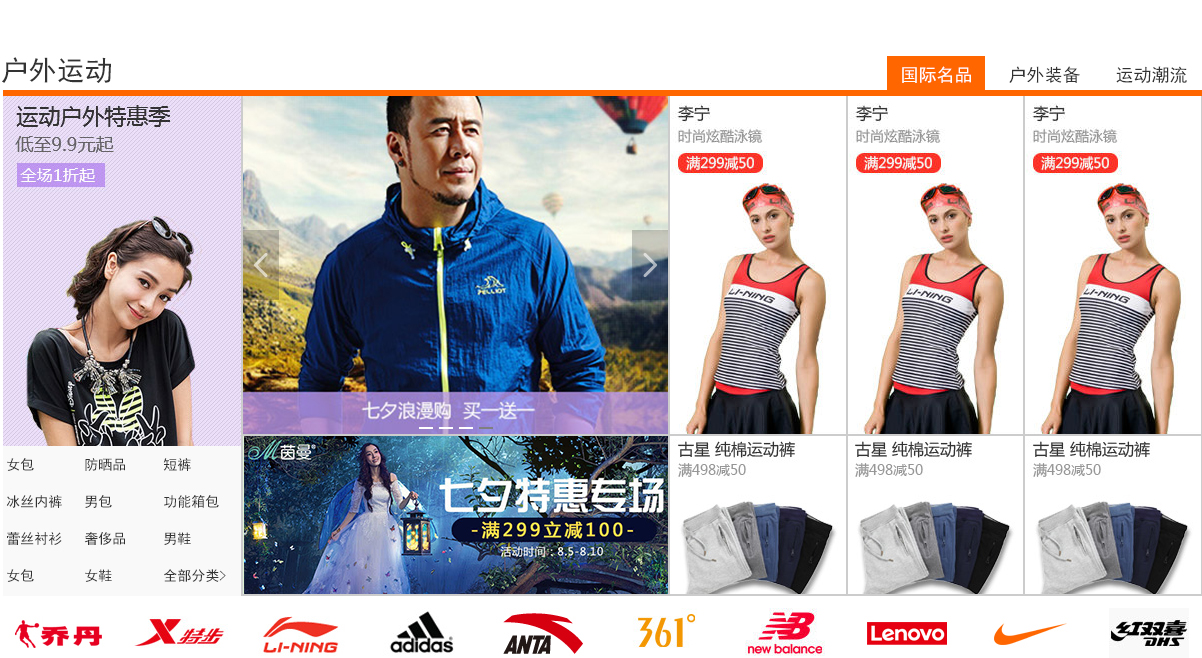 户外运动
国际名品
户外装备
运动潮流
运动户外特惠季
低至9.9元起
全场1折起
女包 防晒品 短裤
冰丝内裤 男包 功能箱包
蕾丝衬衫 奢侈品 男鞋
女包 女鞋 全部分类>
PELLIOT
七夕浪漫购 买一送一
茵曼®
七夕特惠专场
-满299立减100-
活动时间：8.5-8.10
李宁
时尚炫酷泳镜
满299减50
LI-NING
李宁
时尚炫酷泳镜
满299减50
LI-NING
李宁
时尚炫酷泳镜
满299减50
LI-NING
古星 纯棉运动裤
满498减50
古星 纯棉运动裤
满498减50
古星 纯棉运动裤
满498减50
乔丹
X特步
LI-NING
adidas
ANTA
361°
new balance
Lenovo
红双喜
DHS